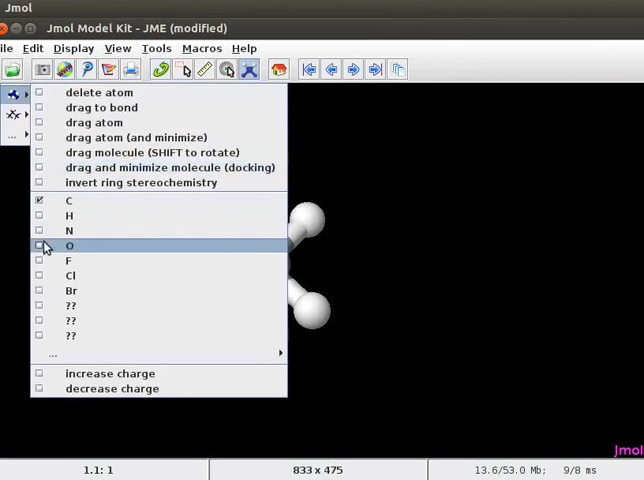 Jmol
Jmol Model Kit - JME (modified)
ile Edit Display View Tools Macros Help
delete atom
drag to bond
drag atom
drag atom (and minimize)
drag molecule (SHIFT to rotate)
drag and minimize molecule (docking)
invert ring stereochemistry
C
H
N
O
F
Cl
Br
??
??
??
...
...
increase charge
decrease charge
Jmol
1.1: 1
833 x 475
13.6/53.0 Mb; 9/8 ms